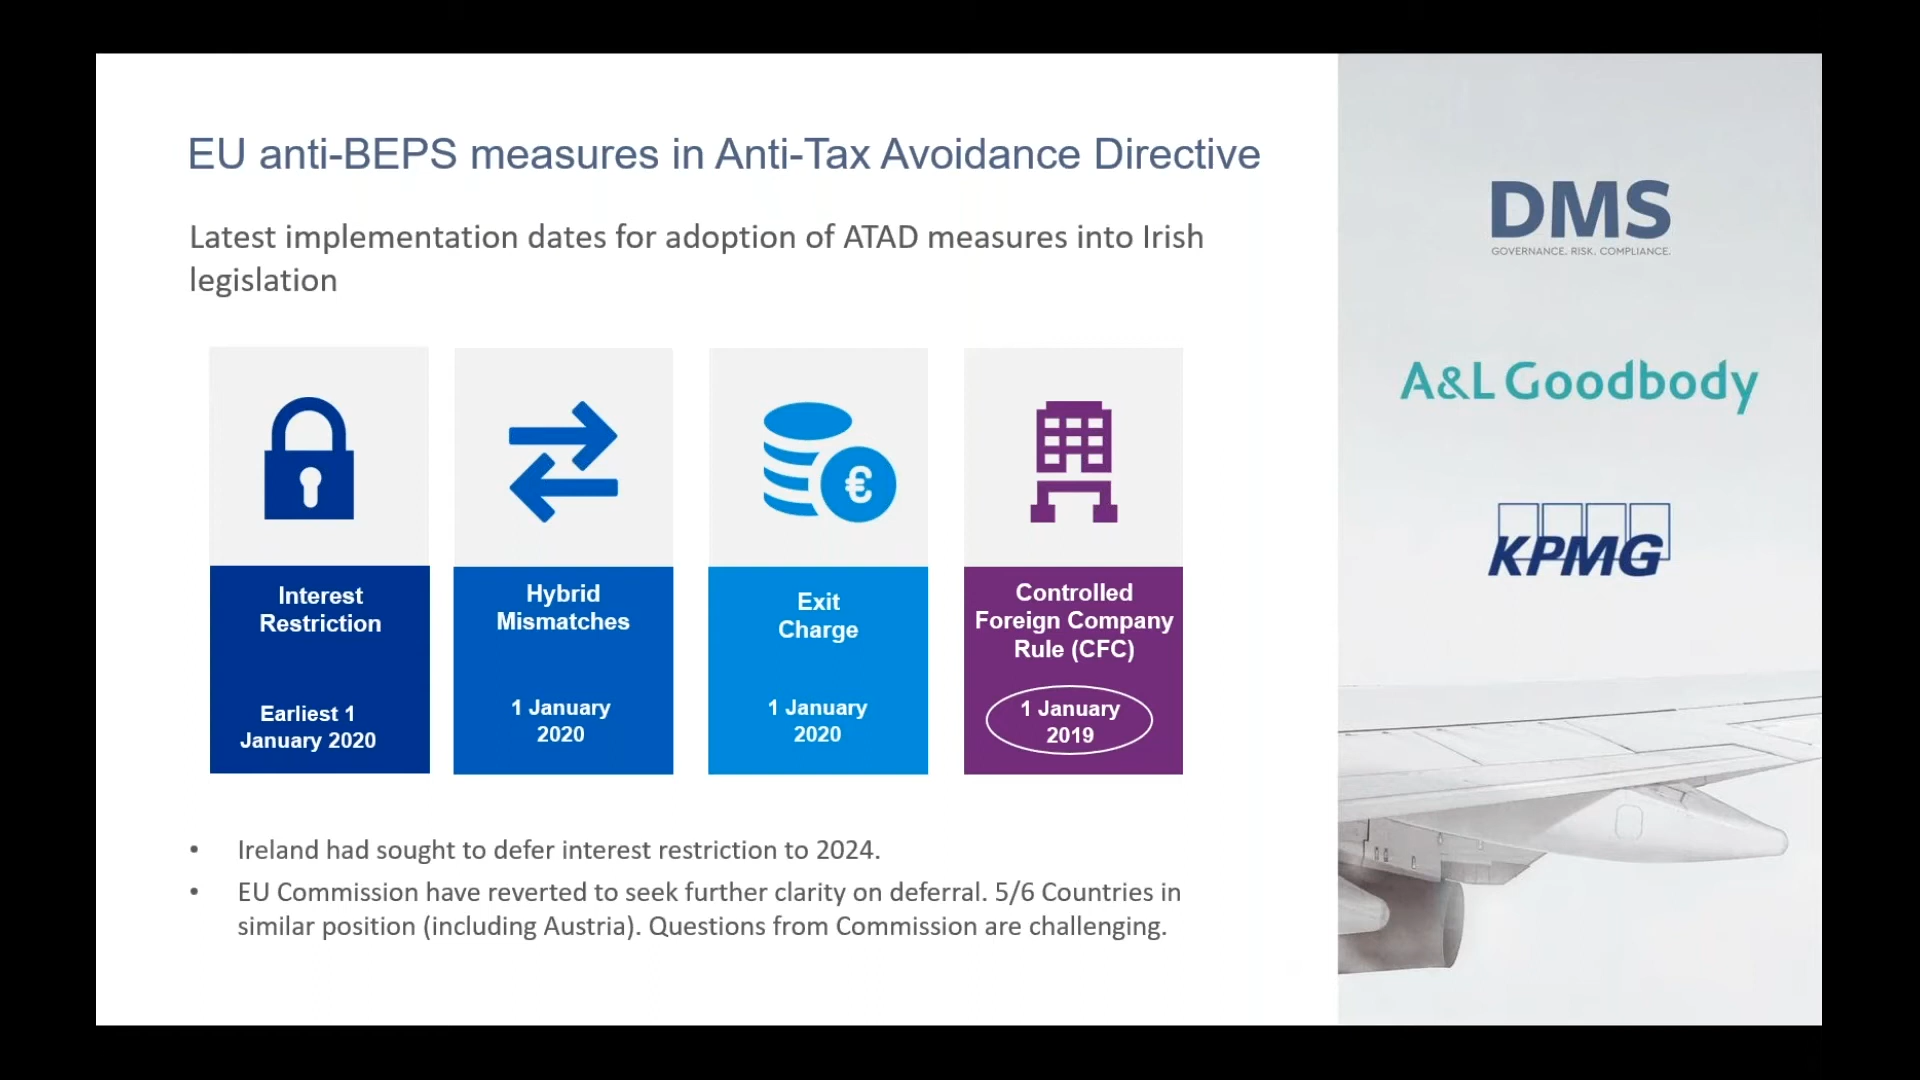 EU anti-BEPS measures in Anti-Tax Avoidance Directive
Latest implementation dates for adoption of ATAD measures into Irish
legislation
Interest
Restriction
Earliest 1
January 2020
Hybrid
Mismatches
1 January
2020
€
Exit
Charge
1 January
2020
Controlled
Foreign Company
Rule (CFC)
1 January
2019
• Ireland had sought to defer interest restriction to 2024.
• EU Commission have reverted to seek further clarity on deferral. 5/6 Countries in
similar position (including Austria). Questions from Commission are challenging.
DMS
GOVERNANCE. RISK. COMPLIANCE.
A&L Goodbody
KPMG